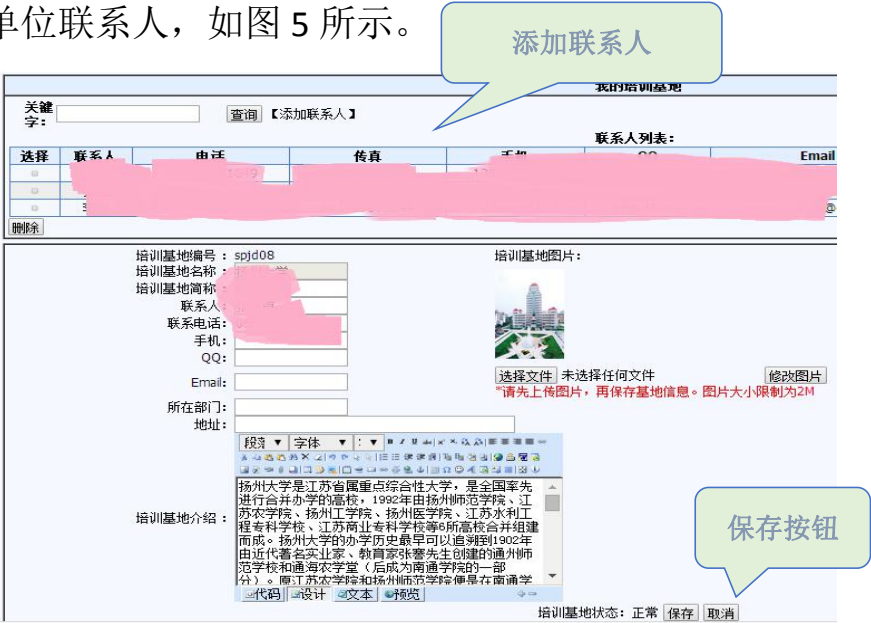 单位联系人，如图 5 所示。
添加联系人
我的培训基地
关键字：
查询 【添加联系人】
联系人列表：
选择 联系人 电话 传真 手机 QQ Email
删除
培训基地编号： spjd08
培训基地图片：
培训基地名称：
培训基地简称：
联系人：
联系电话：
手机：
QQ：
Email：
选择文件 未选择任何文件 修改图片
*请先上传图片，再保存基地信息。图片大小限制为2M
所在部门：
地址：
段落 字体
培训基地介绍：
扬州大学是江苏省属重点综合性大学，是全国率先
进行合并办学的高校，1992年由扬州师范学院、江
苏农学院、扬州工学院、扬州医学院、江苏水利工
程专科学校、江苏商业专科学校等6所高校合并组建
而成。扬州大学的办学历史最早可以追溯到1902年
由近代著名实业家、教育家张謇先生创建的通州师
范学校和通海农学堂（后成为南通学院的一部
分）。原江苏农学院和扬州师范学院便是在南通学
代码 设计 文本 预览
保存按钮
培训基地状态：正常 保存 取消